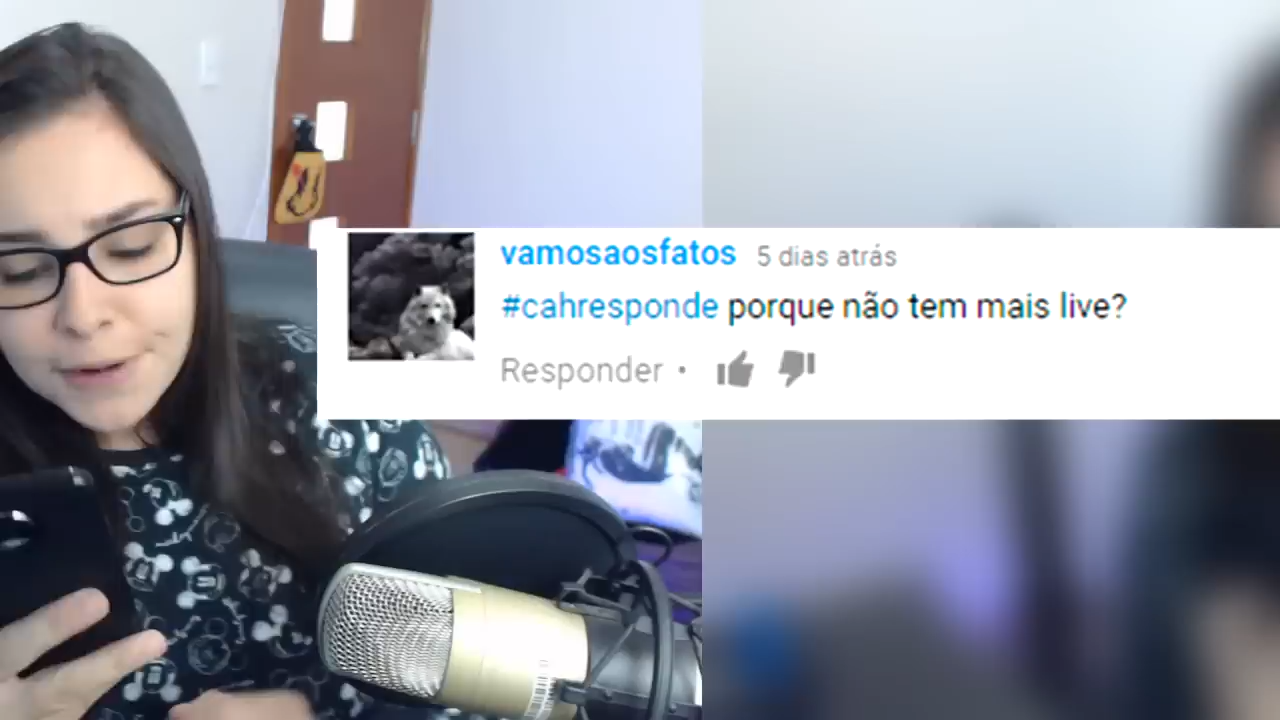 vamosaosfatos 5 dias atrás
#cahresponde porque não tem mais live?
Responder •